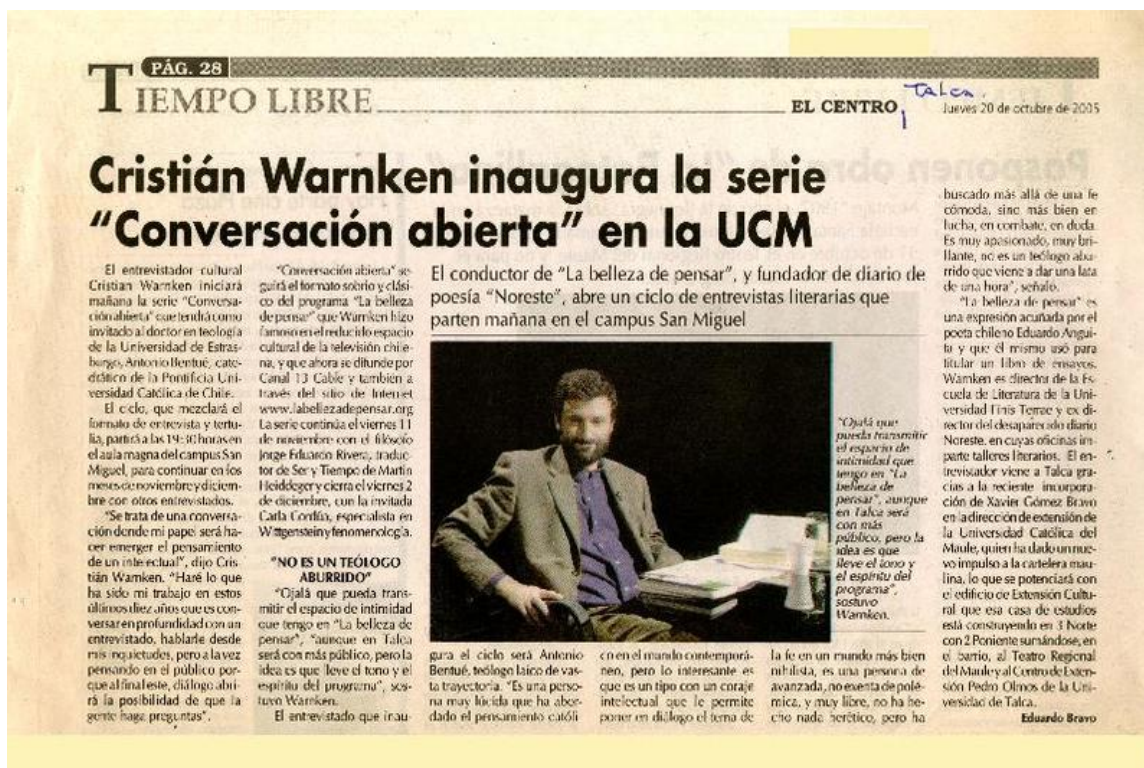 PÁG. 28
TIEMPO LIBRE
EL CENTRO,
Talca.
Jueves 20 de octubre de 2005
Cristián Warnken inaugura la serie
"Conversación abierta" en la UCM
El entrevistador cultural
Cristian Warnken iniciará
mañana la serie "Conversa-
ción abierta" que tendrá como
invitado al doctor en teología
de la Universidad de Estras-
burgo, Antonio Bentué, cate-
drático de la Pontificia Uni-
versidad Católica de Chile.
El ciclo, que mezclará el
formato de entrevista y tertu-
lia, partirá a las 19:30 horas en
el aula magna del campus San
Miguel, para continuar en los
meses de noviembre y diciem-
bre con otros entrevistados.
"Se trata de una conversa-
ción donde mi papel será ha-
cer emerger el pensamiento
de un intelectual", dijo Cris-
tián Warnken. "Haré lo que
ha sido mi trabajo en estos
últimos diez años que es con-
versar en profundidad con un
entrevistado, hablarle desde
mis inquietudes, pero a la vez
pensando en el público por-
que al final este, diálogo abri-
rá la posibilidad de que la
gente haga preguntas".
"Conversación abierta" se-
guirá el formato sobrio y clási-
co del programa "La belleza
de pensar" que Warnken hizo
famoso en el reducido espacio
cultural de la televisión chile-
na, y que ahora se difunde por
Canal 13 Cable y también a
través del sitio de Internet
www.labellezadepensar.org
La serie continúa el viernes 11
de noviembre con el filósofo
Jorge Eduardo Rivera, traduc-
tor de Ser y Tiempo de Martin
Heidegger y cierra el viernes 2
de diciembre, con la invitada
Carla Cordúa, especialista en
Wittgenstein y fenomenología.
"NO ES UN TEÓLOGO
ABURRIDO"
"Ojalá que pueda trans-
mitir el espacio de intimidad
que tengo en "La belleza de
pensar", "aunque en Talca
será con más público, pero la
idea es que lleve el tono y el
espíritu del programa", sos-
tuvo Warnken.
El entrevistado que inau-
El conductor de "La belleza de pensar", y fundador de diario de
poesía "Noreste", abre un ciclo de entrevistas literarias que
parten mañana en el campus San Miguel
"Ojalá que
pueda transmitir
el espacio de
intimidad que
tengo en "La
belleza de
pensar", aunque
en Talca será
con más
público, pero la
idea es que
lleve el tono y
el espíritu del
programa",
sostuvo
Warnken.
gura el ciclo será Antonio
Bentué, teólogo laico de vas-
ta trayectoria. "Es una perso-
na muy lúcida que ha abor-
dado el pensamiento católi-
co en el mundo contemporá-
neo, pero lo interesante es
que es un tipo con un coraje
intelectual que le permite
poner en diálogo el tema de
la fe en un mundo más bien
nihilista, es una persona de
avanzada, no exenta de polé-
mica, y muy libre, no ha he-
cho nada herético, pero ha
buscado más allá de una fe
cómoda, sino más bien en
lucha, en combate, en duda.
Es muy apasionado, muy bri-
llante, no es un teólogo abu-
rrido que viene a dar una lata
de una hora", señaló.
"La belleza de pensar" es
una expresión acuñada por el
poeta chileno Eduardo Angui-
ta y que él mismo usó para
titular un libro de ensayos.
Warnken es director de la Es-
cuela de Literatura de la Uni-
versidad Finis Terrae y ex di-
rector del desaparecido diario
Noreste, en cuyas oficinas im-
parte talleres literarios. El en-
trevistador viene a Talca gra-
cias a la reciente incorpora-
ción de Xavier Gómez Bravo
en la dirección de extensión de
la Universidad Católica del
Maule, quien ha dado un nue-
vo impulso a la cartelera mau-
lina, lo que se potenciará con
el edificio de Extensión Cultu-
ral que esa casa de estudios
está construyendo en 3 Norte
con 2 Poniente sumándose, en
el barrio, al Teatro Regional
del Maule y al Centro de Exten-
sión Pedro Olmos de la Uni-
versidad de Talca.
Eduardo Bravo